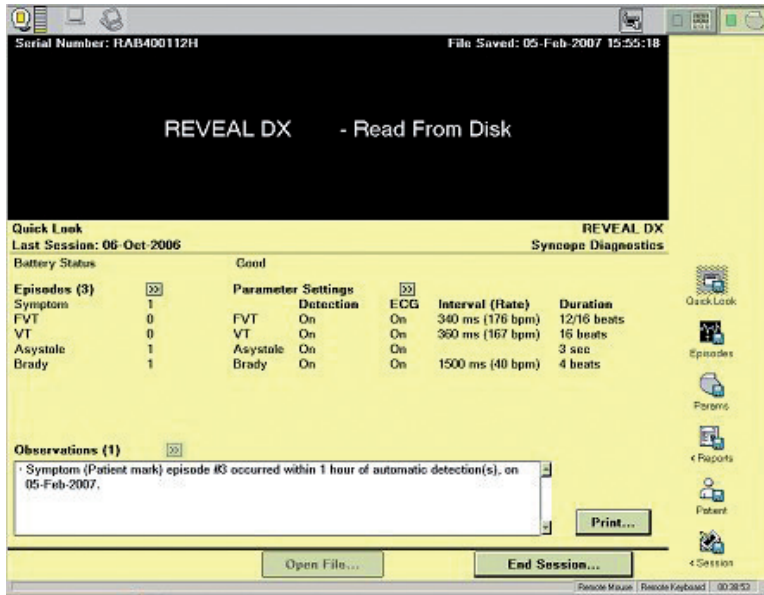 Serial Number: RAB400112H File Saved: 05-Feb-2007 15:55:18
REVEAL DX - Read From Disk
Quick Look REVEAL DX
Last Session: 06-Oct-2006 Syncope Diagnostics
Battery Status Good
Episodes (3) >> Parameter Settings >>
Detection ECG Interval (Rate) Duration
Symptom 1
FVT 0 FVT On On 340 ms (176 bpm) 12/16 beats
VT 0 VT On On 360 ms (167 bpm) 16 beats
Asystole 1 Asystole On On 3 sec
Brady 1 Brady On On 1500 ms (40 bpm) 4 beats
Observations (1) >>
· Symptom (Patient mark) episode #3 occurred within 1 hour of automatic detection(s), on
05-Feb-2007.
Print...
Open File... End Session...
Quick Look
Episodes
Params
< Reports
Patient
< Session
Remote Mouse Remote Keyboard 00:38:53